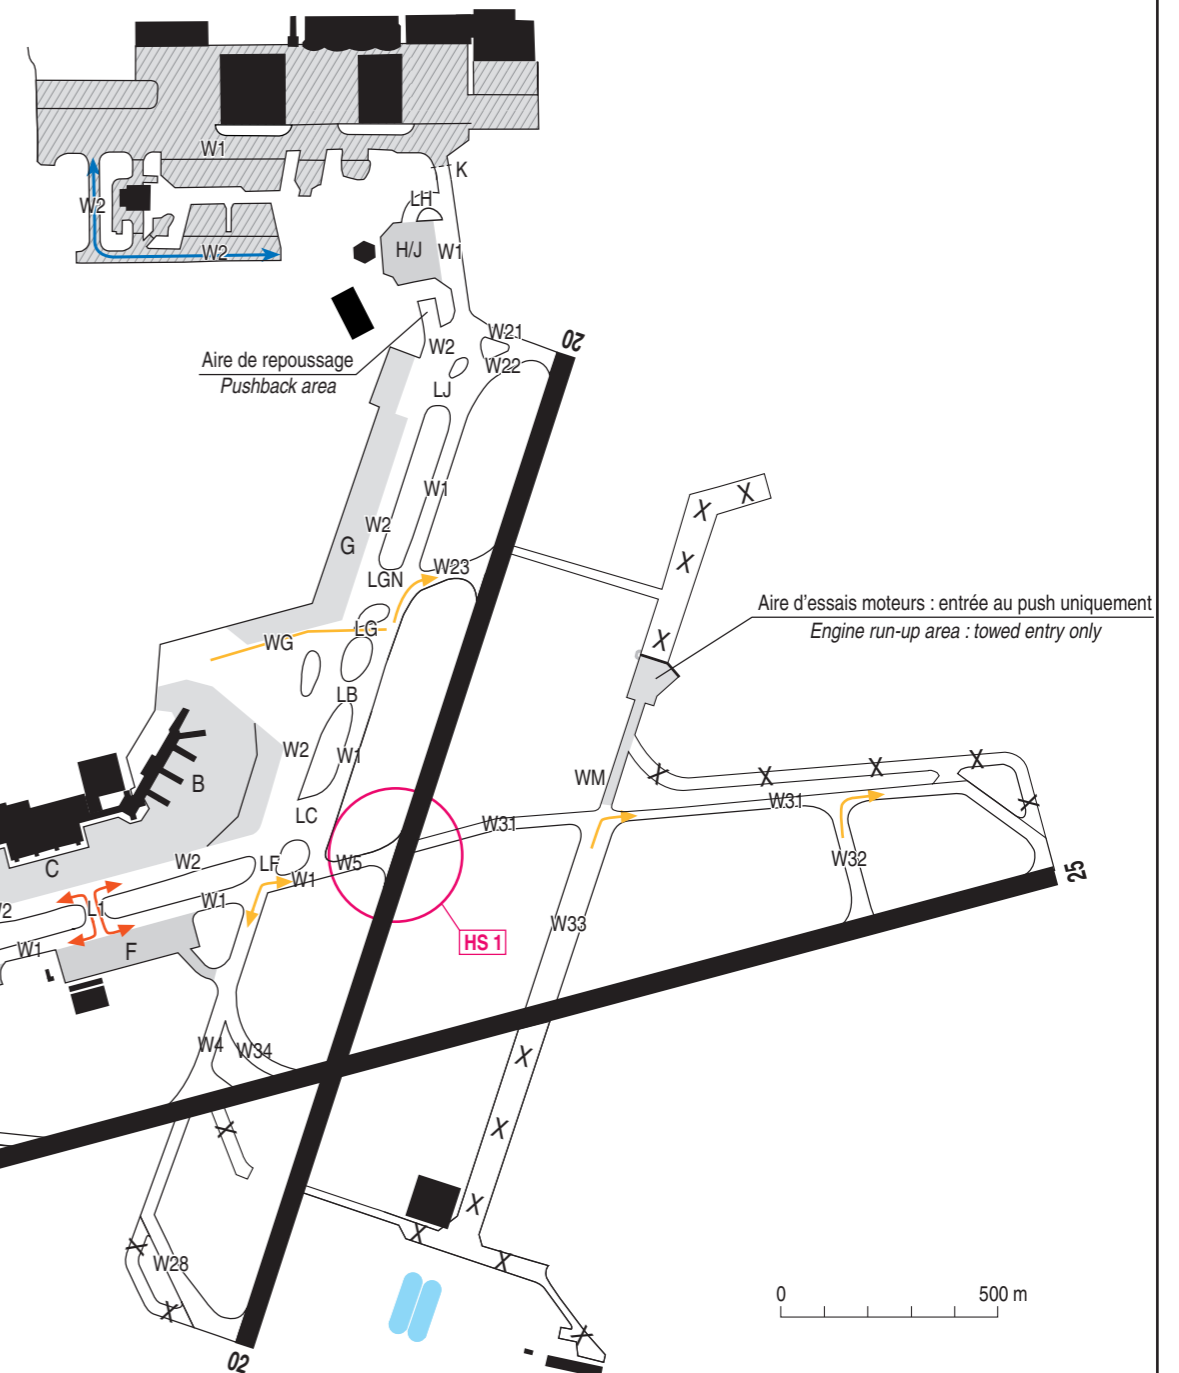 W1
K
W2
LH
H/J
W1
W2
W21
20
W2
W22
Aire de repoussage
Pushback area
LJ
W1
X
X
W2
G
X
W23
LGN
Aire d'essais moteurs : entrée au push uniquement
Engine run-up area : towed entry only
LG
WG
X
LB
W2
W1
X
X
X
X
WM
B
W31
X
LC
W31
W5
LF
W2
W32
C
W1
25
W1
L1
W2
HS 1
W33
F
W1
W4
W34
X
X
X
X
X
X
X
W28
X
X
0
500 m
02